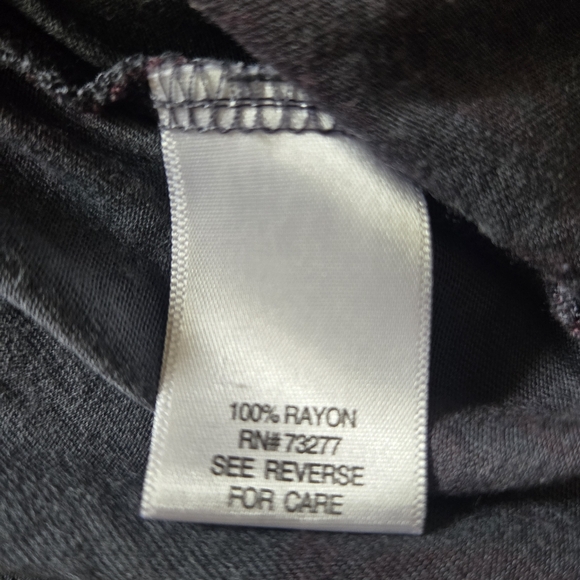 100% RAYON
RN# 73277
SEE REVERSE
FOR CARE